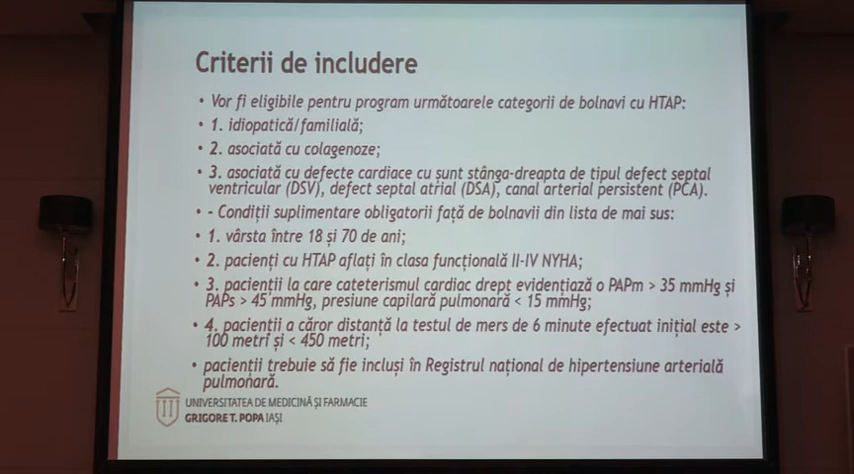 Criterii de includere
• Vor fi eligibile pentru program următoarele categorii de bolnavi cu HTAP:
• 1. idiopatică/familială;
• 2. asociată cu colagenoze;
• 3. asociată cu defecte cardiace cu șunt stânga-dreapta de tipul defect septal
ventricular (DSV), defect septal atrial (DSA), canal arterial persistent (PCA).
• - Condiții suplimentare obligatorii față de bolnavii din lista de mai sus:
• 1. vârsta între 18 și 70 de ani;
• 2. pacienți cu HTAP aflați în clasa funcțională II-IV NYHA;
• 3. pacienții la care cateterismul cardiac drept evidențiază o PAPm > 35 mmHg și
PAPs > 45 mmHg, presiune capilară pulmonară < 15 mmHg;
• 4. pacienții a căror distanță la testul de mers de 6 minute efectuat inițial este >
100 metri și < 450 metri;
• pacienții trebuie să fie incluși în Registrul național de hipertensiune arterială
pulmonară.
UNIVERSITATEA DE MEDICINĂ ȘI FARMACIE
GRIGORE T. POPA IAȘI